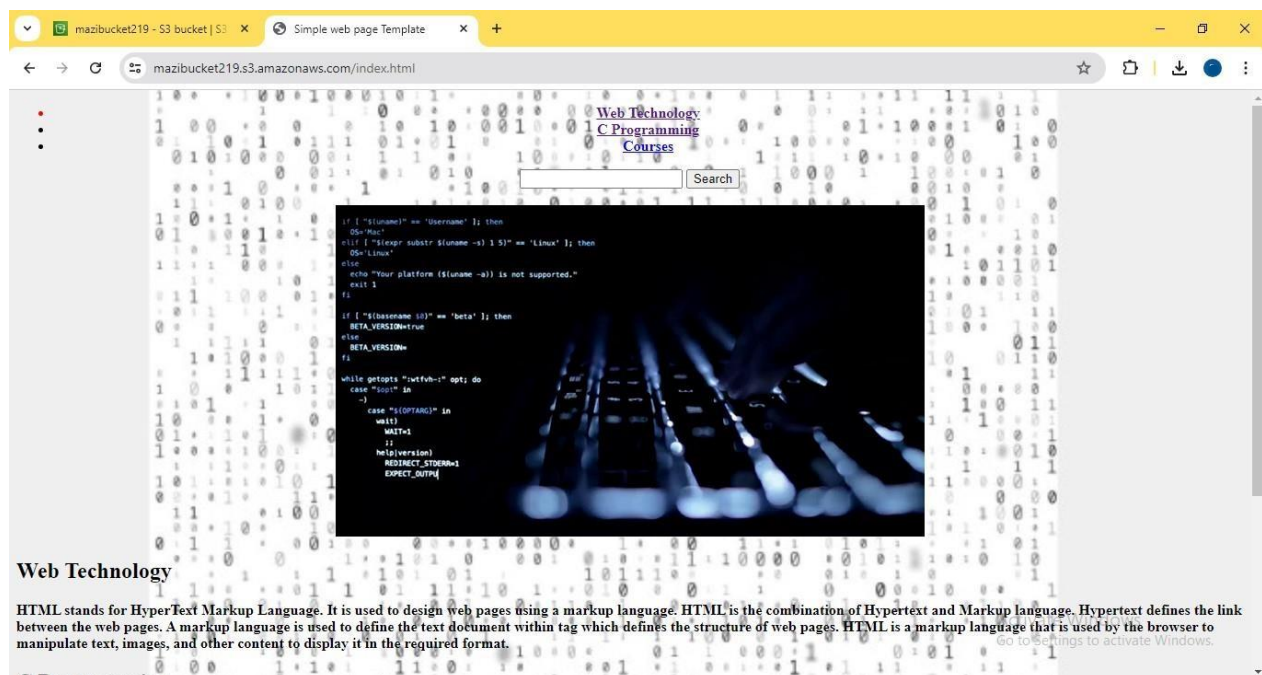 mazibucket219 - S3 bucket | S3
Simple web page Template
mazibucket219.s3.amazonaws.com/index.html
Web Technology
C Programming
Courses
Search
if [ "$(uname)" == 'Username' ]; then
OS='Mac'
elif [ "$(expr substr $(uname -s) 1 5)" == 'Linux' ]; then
OS='Linux'
else
echo "Your platform ($(uname -a)) is not supported."
exit 1
fi
if [ "$(basename $0)" == 'beta' ]; then
BETA_VERSION=true
else
BETA_VERSION=
fi
while getopts ":wtfvh-:" opt; do
case "$opt" in
-)
case "${OPTARG}" in
wait)
WAIT=1
;;
help|version)
REDIRECT_STDERR=1
EXPECT_OUTPU
Web Technology
HTML stands for HyperText Markup Language. It is used to design web pages using a markup language. HTML is the combination of Hypertext and Markup language. Hypertext defines the link
between the web pages. A markup language is used to define the text document within tag which defines the structure of web pages. HTML is a markup language that is used by the browser to
manipulate text, images, and other content to display it in the required format.
Activate Windows
Go to Settings to activate Windows.